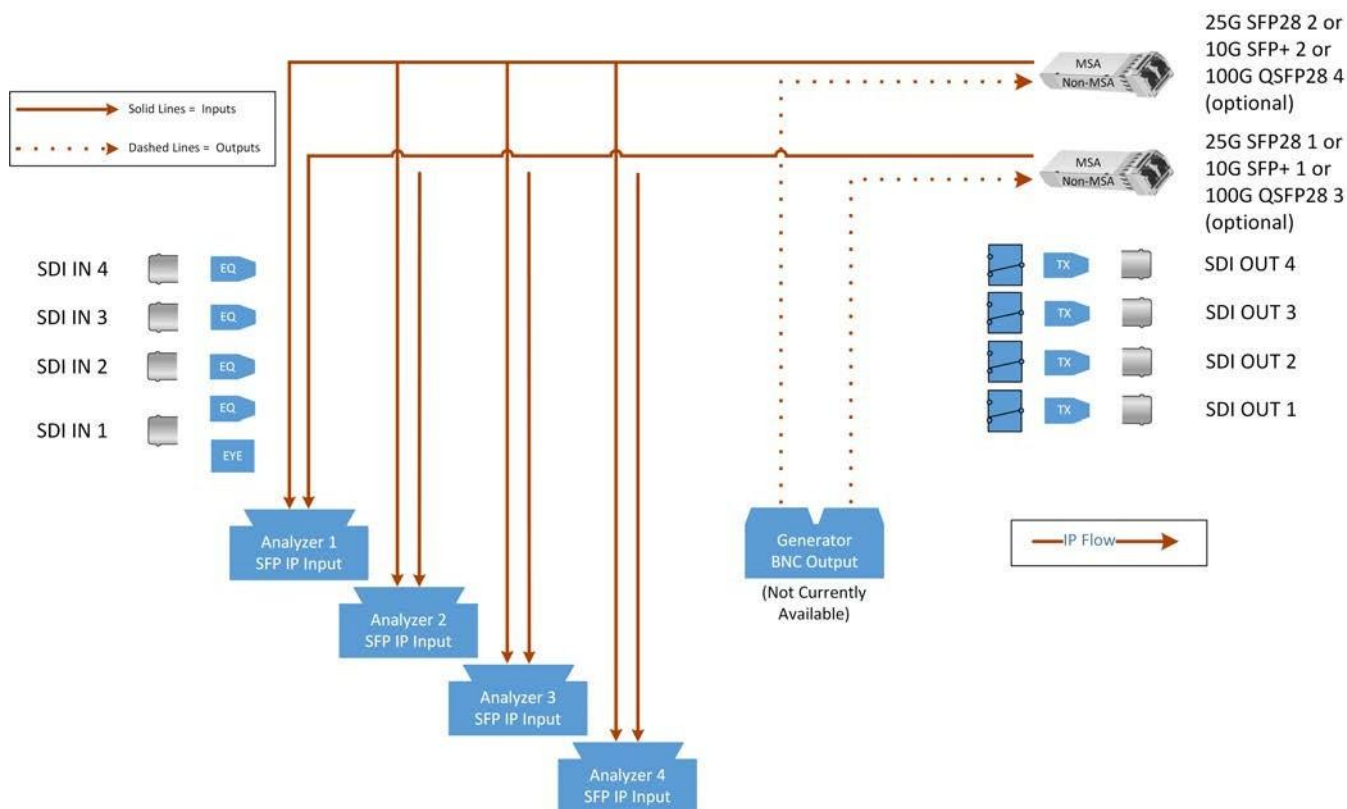 25G SFP28 2 or
10G SFP+ 2 or
100G QSFP28 4
(optional)
MSA
Non-MSA
Solid Lines = Inputs
Dashed Lines = Outputs
25G SFP28 1 or
10G SFP+ 1 or
100G QSFP28 3
(optional)
MSA
Non-MSA
SDI IN 4
EQ
SDI IN 3
EQ
SDI IN 2
EQ
SDI IN 1
EQ
EYE
TX
SDI OUT 4
TX
SDI OUT 3
TX
SDI OUT 2
TX
SDI OUT 1
Analyzer 1
SFP IP Input
Analyzer 2
SFP IP Input
Analyzer 3
SFP IP Input
Analyzer 4
SFP IP Input
Generator
BNC Output
(Not Currently
Available)
IP Flow